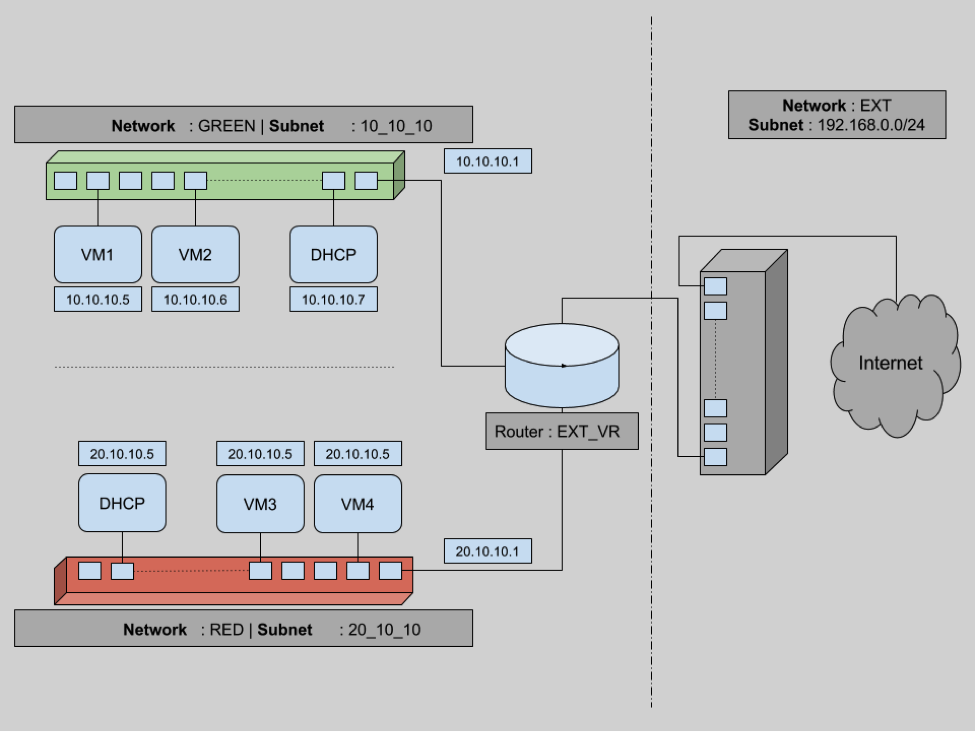 Network : GREEN | Subnet : 10_10_10
10.10.10.1
VM1
VM2
DHCP
10.10.10.5
10.10.10.6
10.10.10.7
Network : EXT
Subnet : 192.168.0.0/24
Internet
Router : EXT_VR
20.10.10.5
20.10.10.5
20.10.10.5
DHCP
VM3
VM4
20.10.10.1
Network : RED | Subnet : 20_10_10